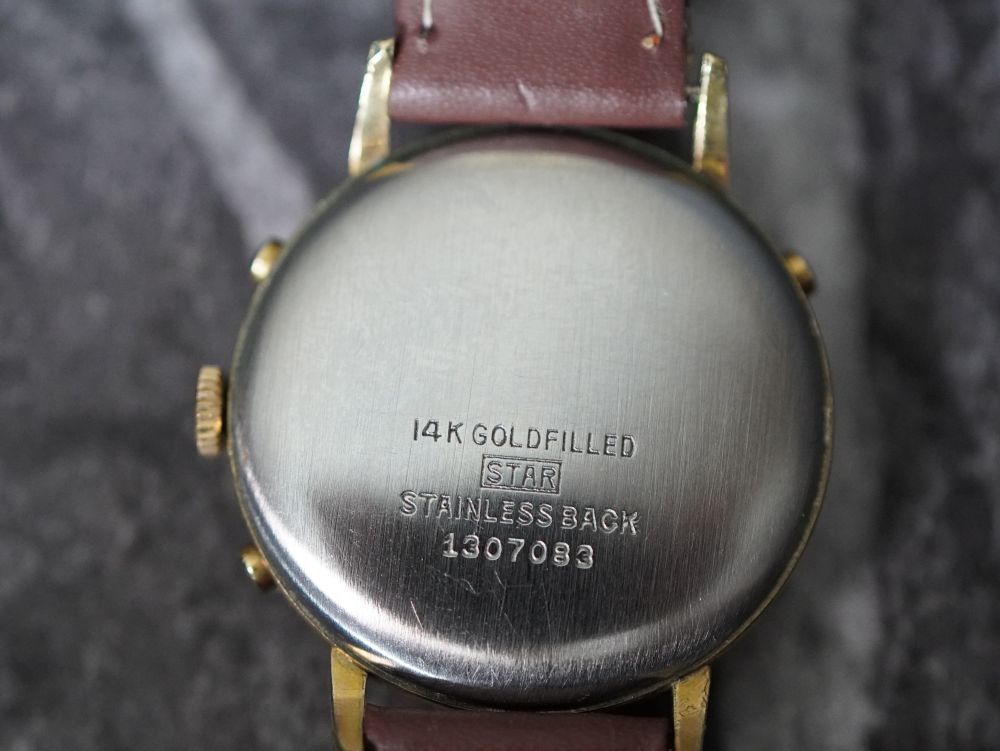 14K GOLDFILLED
STAR
STAINLESS BACK
1307083